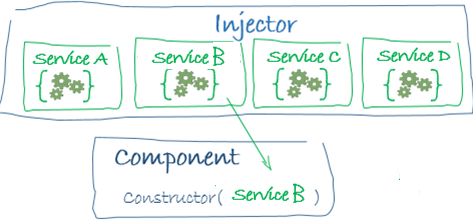 Injector
Service A Service B Service C Service D
{ } { } { } { }
Component
Constructor( Service B )